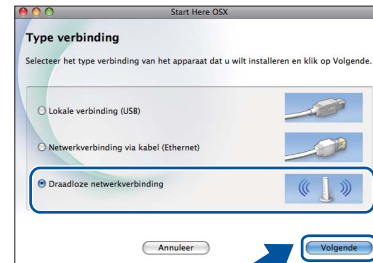 Start Here OSX
Type verbinding
Selecteer het type verbinding van het apparaat dat u wilt installeren en klik op Volgende.
Lokale verbinding (USB)
Netwerkverbinding via kabel (Ethernet)
Draadloze netwerkverbinding
Annuleer
Volgende